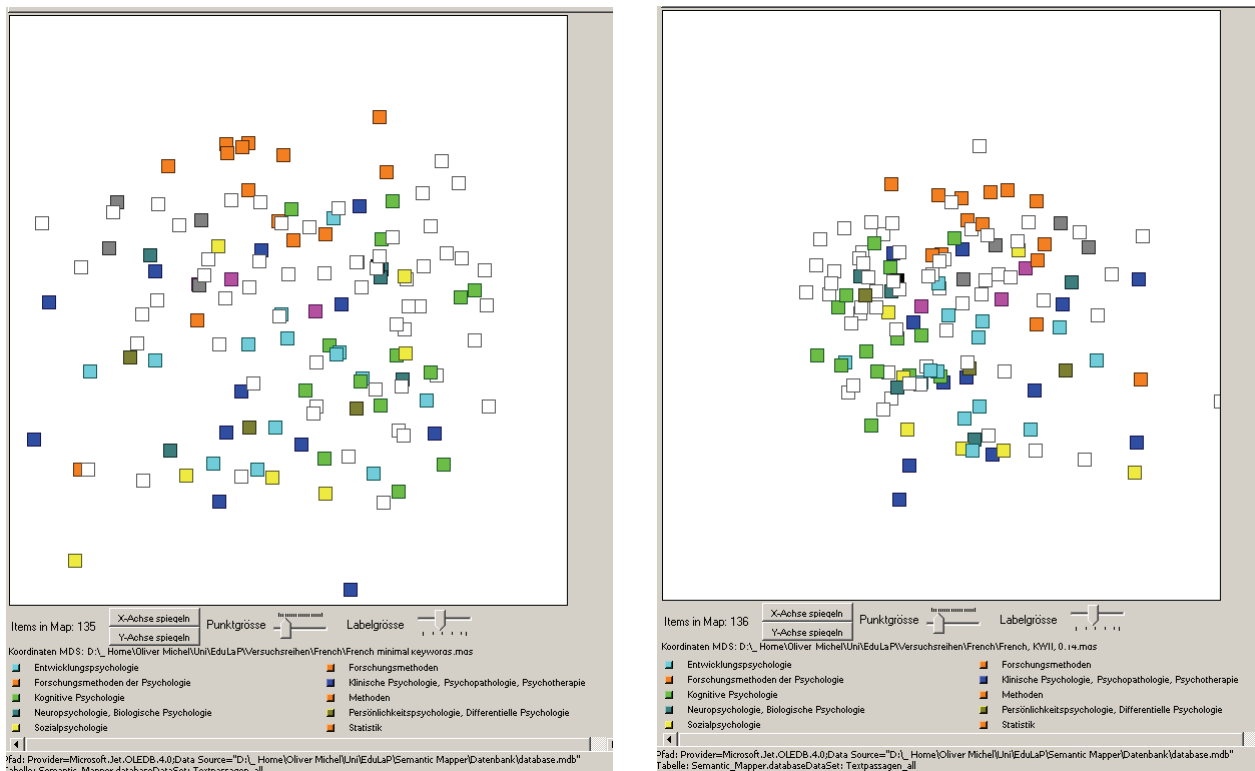 Items in Map: 135
X-Achse spiegeln
Y-Achse spiegeln
Punktgrösse
Labelgrösse
Koordinaten MDS: D:\_ Home\Oliver Michel\Uni\EduLaP\Versuchsreihen\French\French minimal keywords.mas
Entwicklungspsychologie
Forschungsmethoden
Forschungsmethoden der Psychologie
Klinische Psychologie, Psychopathologie, Psychotherapie
Kognitive Psychologie
Methoden
Neuropsychologie, Biologische Psychologie
Persönlichkeitspsychologie, Differentielle Psychologie
Sozialpsychologie
Statistik
Pfad: Provider=Microsoft.Jet.OLEDB.4.0;Data Source="D:\_ Home\Oliver Michel\Uni\EduLaP\Semantic Mapper\Datenbank\database.mdb"
Tabelle: Semantic_Mapper.databaseDataSet: Textpassagen_all
Items in Map: 136
X-Achse spiegeln
Y-Achse spiegeln
Punktgrösse
Labelgrösse
Koordinaten MDS: D:\_ Home\Oliver Michel\Uni\EduLaP\Versuchsreihen\French\French, KWII, 0.14.mas
Entwicklungspsychologie
Forschungsmethoden
Forschungsmethoden der Psychologie
Klinische Psychologie, Psychopathologie, Psychotherapie
Kognitive Psychologie
Methoden
Neuropsychologie, Biologische Psychologie
Persönlichkeitspsychologie, Differentielle Psychologie
Sozialpsychologie
Statistik
Pfad: Provider=Microsoft.Jet.OLEDB.4.0;Data Source="D:\_ Home\Oliver Michel\Uni\EduLaP\Semantic Mapper\Datenbank\database.mdb"
Tabelle: Semantic_Mapper.databaseDataSet: Textpassagen_all